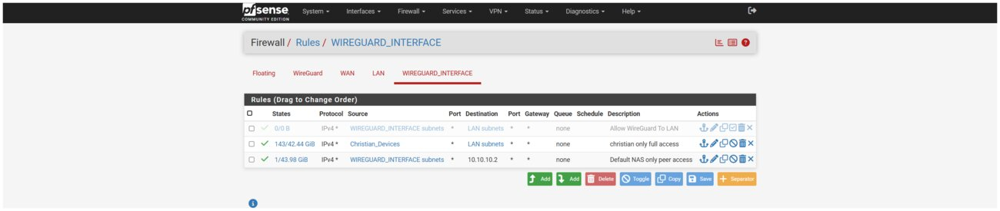 pfsense
COMMUNITY EDITION
System Interfaces Firewall Services VPN Status Diagnostics Help
Firewall / Rules / WIREGUARD_INTERFACE
Floating WireGuard WAN LAN WIREGUARD_INTERFACE
Rules (Drag to Change Order)
States Protocol Source Port Destination Port Gateway Queue Schedule Description Actions
0/0 B IPv4 * WIREGUARD_INTERFACE subnets * LAN subnets * * none Allow WireGuard To LAN
143/42.44 GiB IPv4 * Christian_Devices * LAN subnets * * none christian only full access
1/43.98 GiB IPv4 * WIREGUARD_INTERFACE subnets * 10.10.10.2 * * none Default NAS only peer access
Add Add Delete Toggle Copy Save Separator